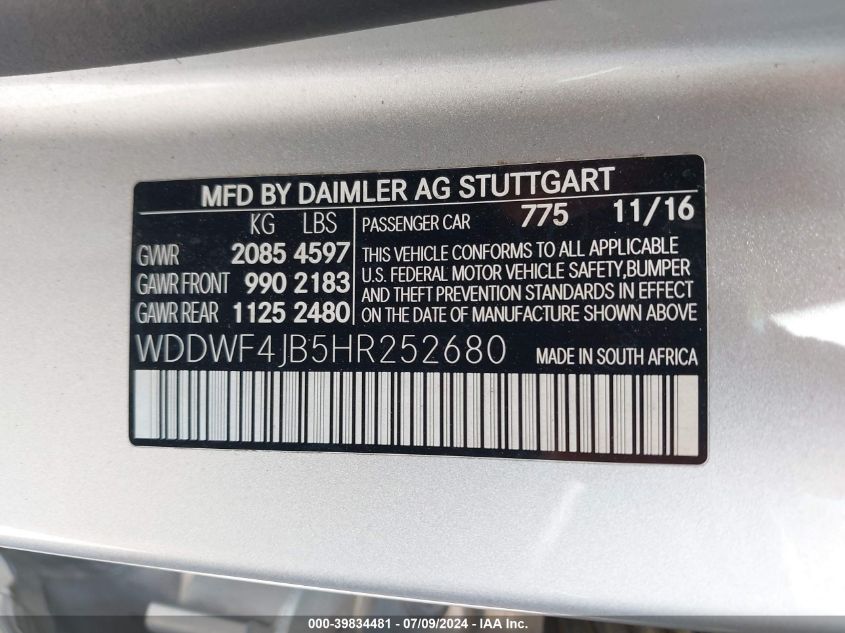 MFD BY DAIMLER AG STUTTGART
KG LBS
GVWR 2085 4597
GAWR FRONT 990 2183
GAWR REAR 1125 2480
PASSENGER CAR 775 11/16
THIS VEHICLE CONFORMS TO ALL APPLICABLE
U.S. FEDERAL MOTOR VEHICLE SAFETY,BUMPER
AND THEFT PREVENTION STANDARDS IN EFFECT
ON THE DATE OF MANUFACTURE SHOWN ABOVE
WDDWF4JB5HR252680 MADE IN SOUTH AFRICA
000-39834481 - 07/09/2024 - IAAI Inc.